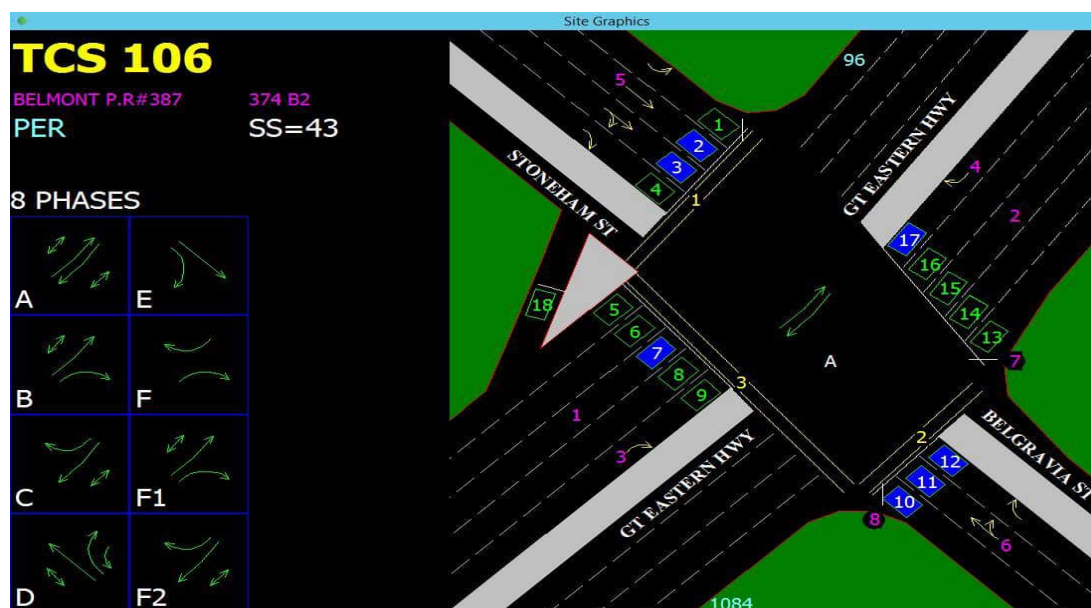 Site Graphics
TCS 106
BELMONT P.R#387 374 B2
PER SS=43
8 PHASES
A E
B F
C F1
D F2
96
5
1
2
3
4
STONEHAM ST
1
GT EASTERN HWY
4
2
17
16
15
14
13
7
18
5
6
7
8
9
A
3
1
3
GT EASTERN HWY
2
BELGRAVIA ST
12
11
10
8
6
1084